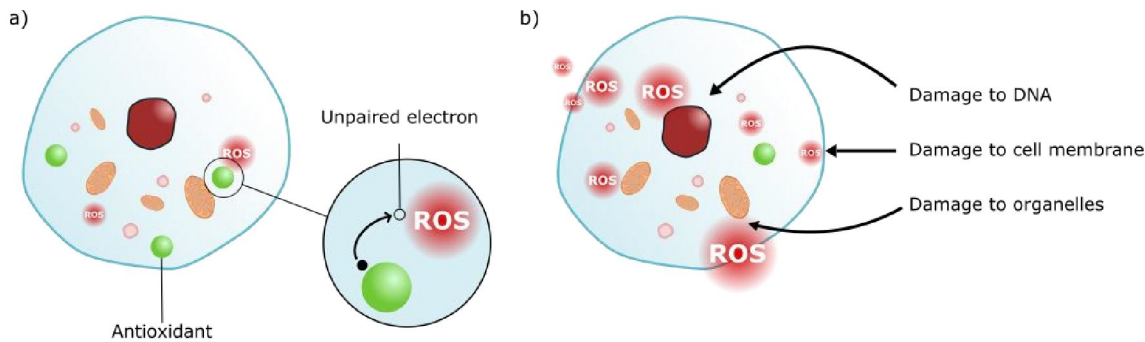 a)
Unpaired electron
ROS
ROS
ROS
Antioxidant
b)
ROS
ROS
ROS
ROS
ROS
ROS
ROS
ROS
Damage to DNA
Damage to cell membrane
Damage to organelles